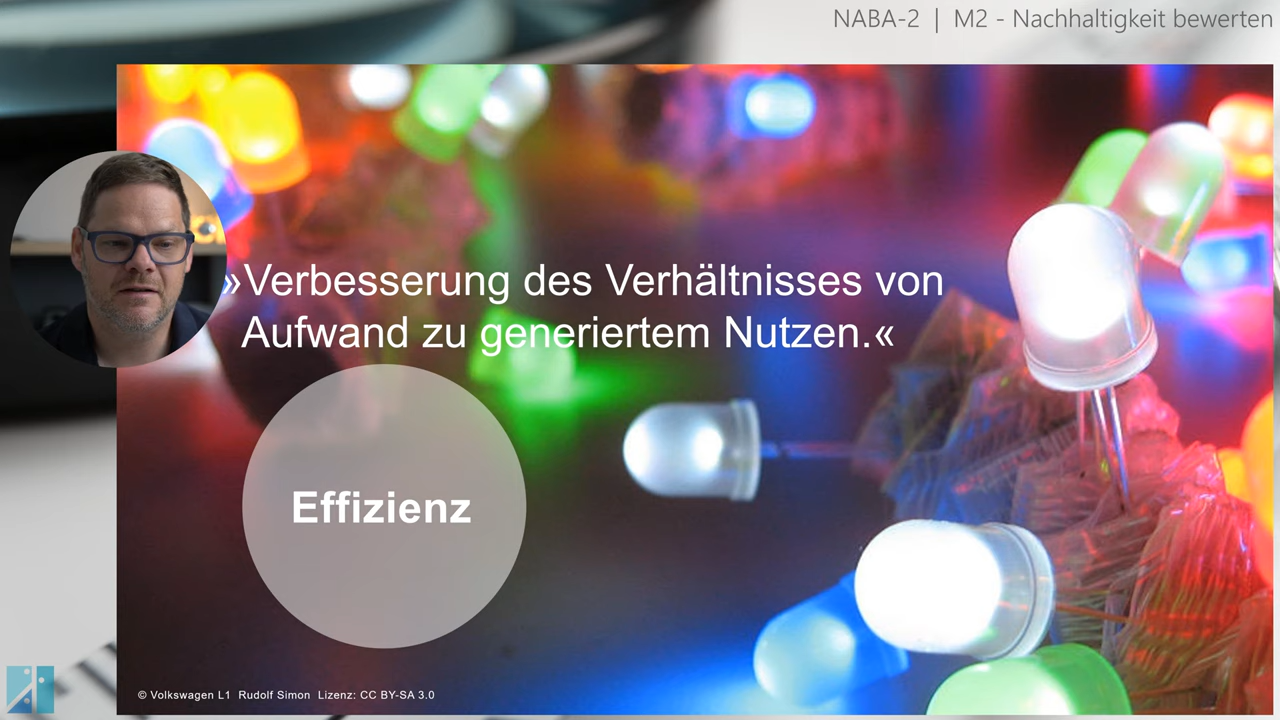 NABA-2 | M2 - Nachhaltigkeit bewerten
»Verbesserung des Verhältnisses von
Aufwand zu generiertem Nutzen.«
Effizienz
© Volkswagen L1 Rudolf Simon Lizenz: CC BY-SA 3.0